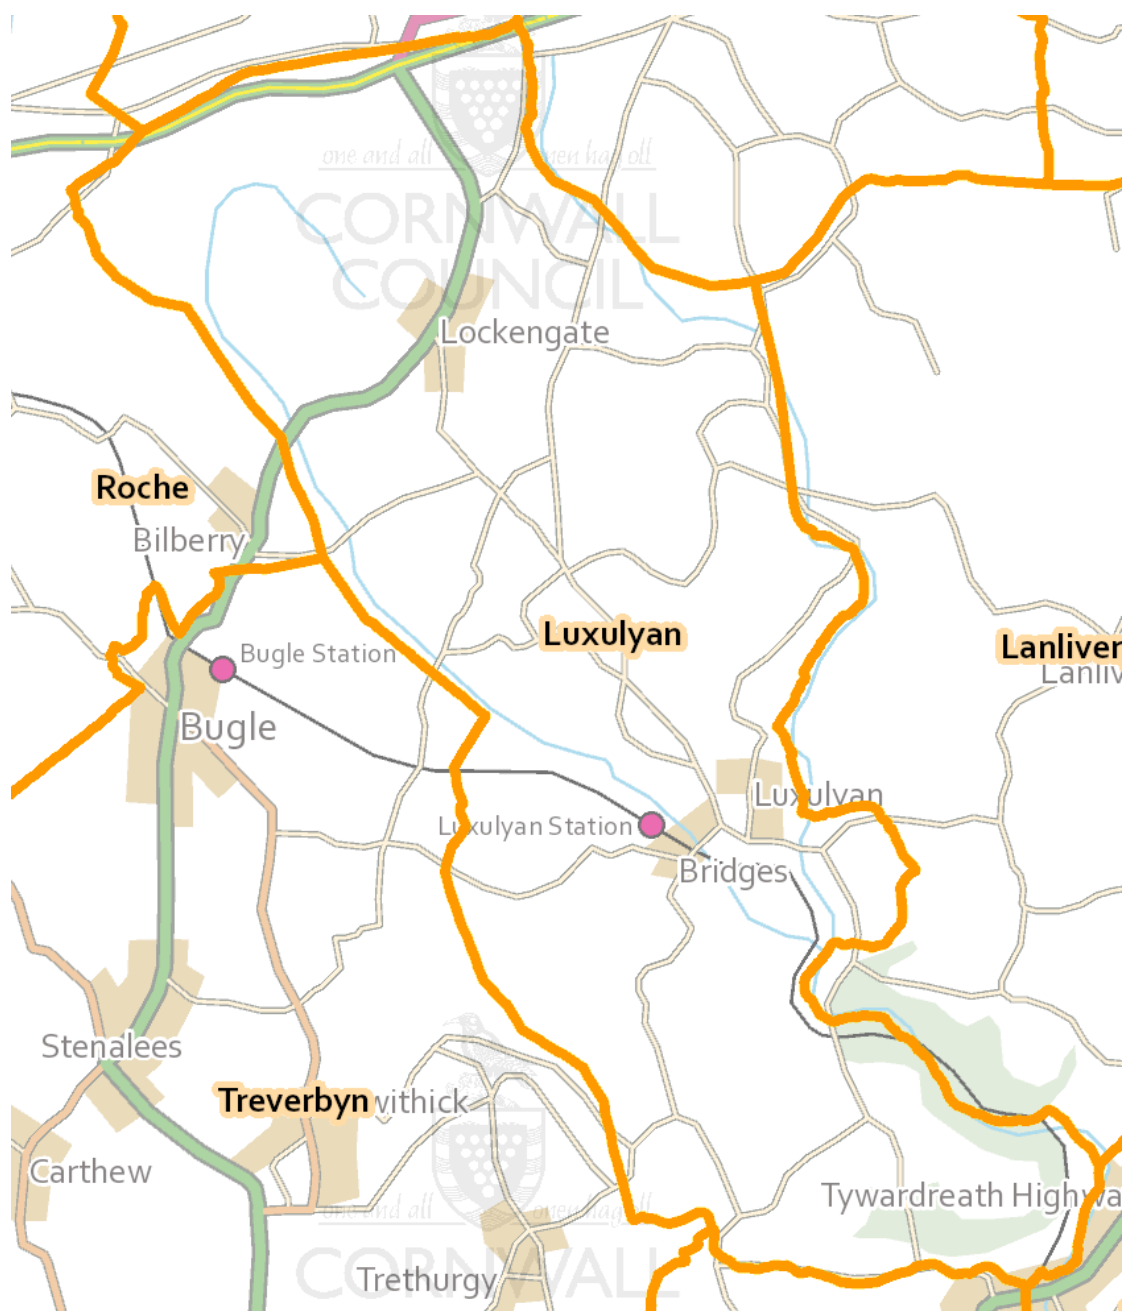 one and all
onen hag oll
CORNWALL
COUNCIL
Lockengate
Roche
Bilberry
Luxulyan
Lanliver
Lanliv
Bugle Station
Bugle
Luxulyan
Luxulyan Station
Bridges
Stenalees
Treverbyn
withick
Carthew
Tywardreath Highwa
one and all
onen hag oll
CORNWALL
Trethurgy